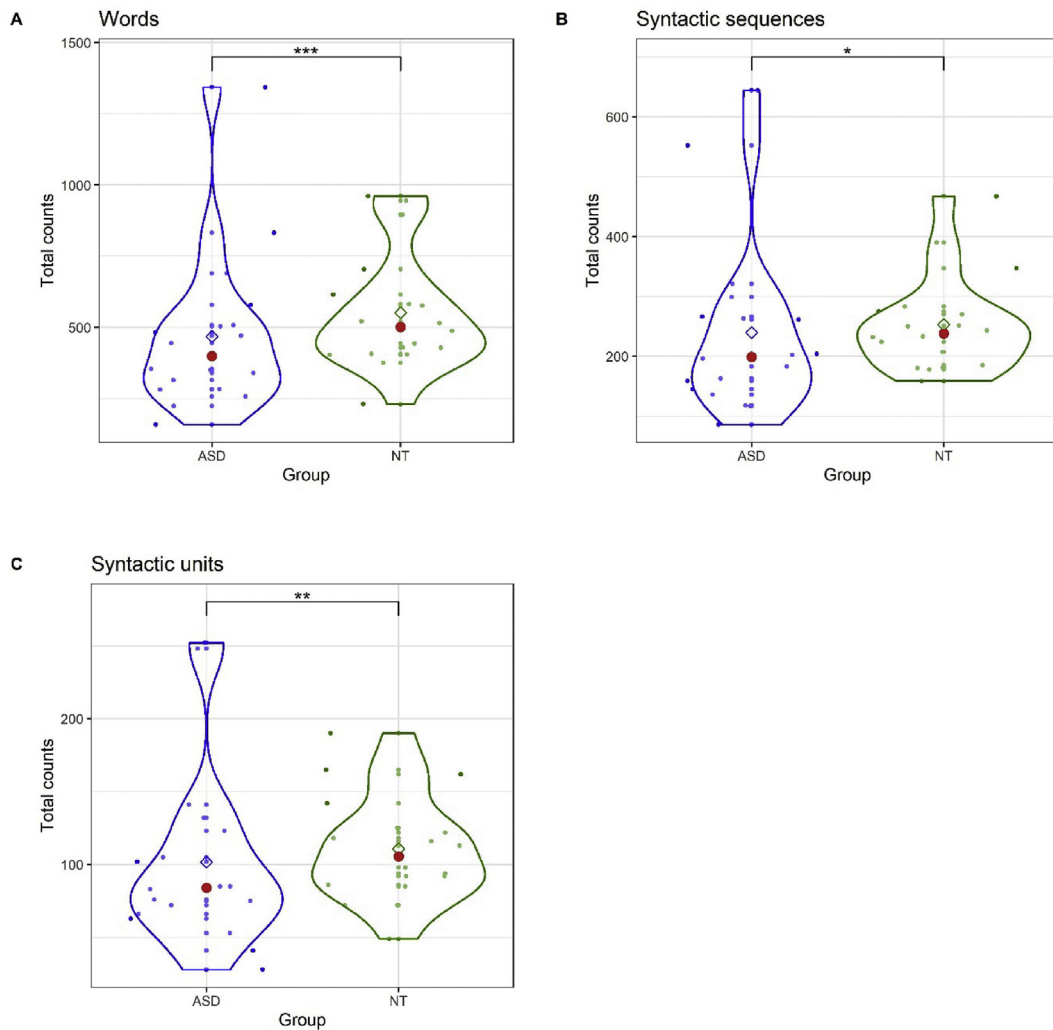 A
Words
1500
***
1000
500
Total counts
ASD
NT
Group
B
Syntactic sequences
*
600
400
200
Total counts
ASD
NT
Group
C
Syntactic units
**
200
100
Total counts
ASD
NT
Group